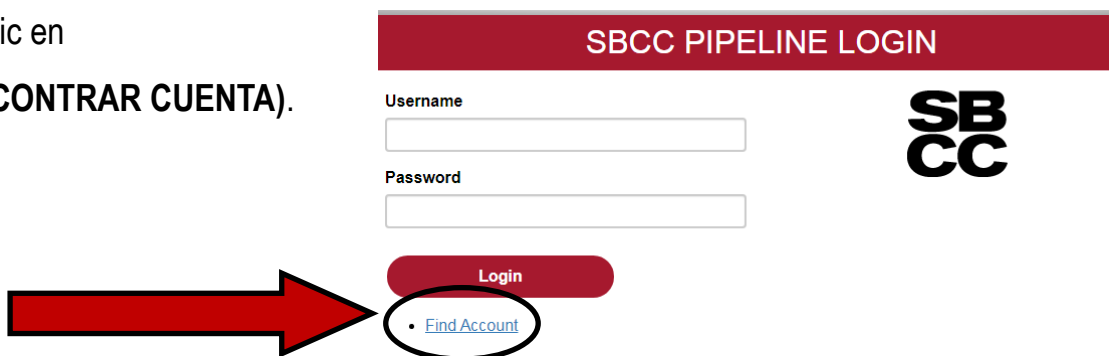 ic en
CONTRAR CUENTA).
SBCC PIPELINE LOGIN
Username
SB
CC
Password
Login
• Find Account